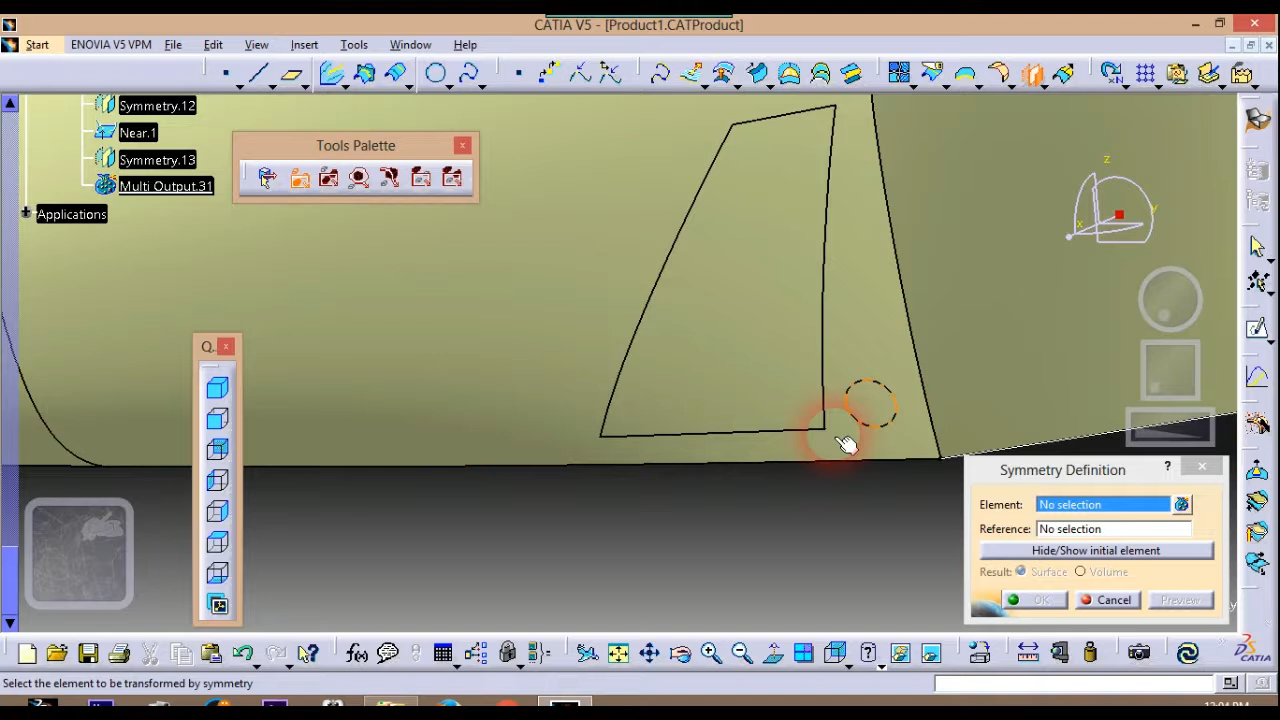 CATIA V5 - [Product1.CATProduct]
Start ENOVIA V5 VPM File Edit View Insert Tools Window Help
Symmetry.12
Near.1
Symmetry.13
Multi Output.31
Applications
Tools Palette
Q.
z
y
x
Symmetry Definition
Element: No selection
Reference: No selection
Hide/Show initial element
Result: Surface Volume
OK Cancel Preview
y
f(x)
CATIA
Select the element to be transformed by symmetry